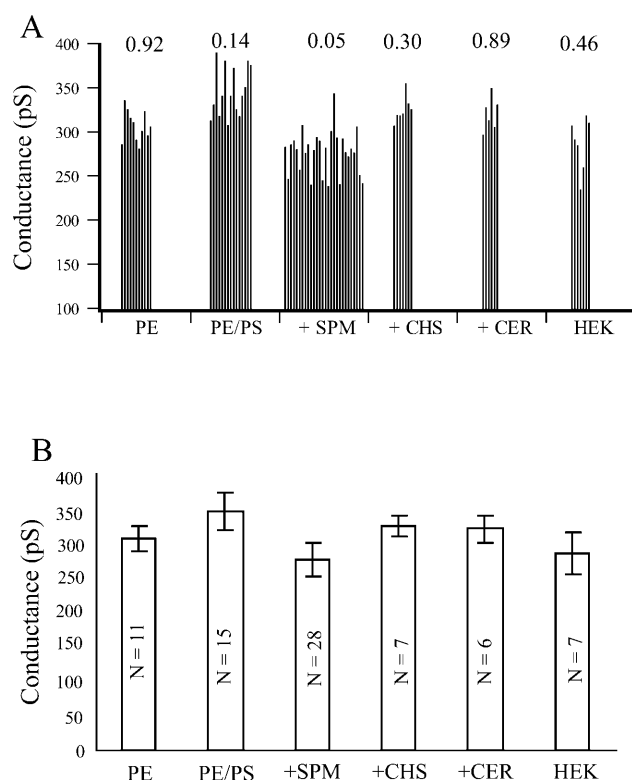 A
0.92 0.14 0.05 0.30 0.89 0.46
400
350
300
250
200
150
100
Conductance (pS)
PE PE/PS + SPM + CHS + CER HEK
B
400
350
300
250
200
150
100
50
0
Conductance (pS)
N = 11 N = 15 N = 28 N = 7 N = 6 N = 7
PE PE/PS +SPM +CHS +CER HEK